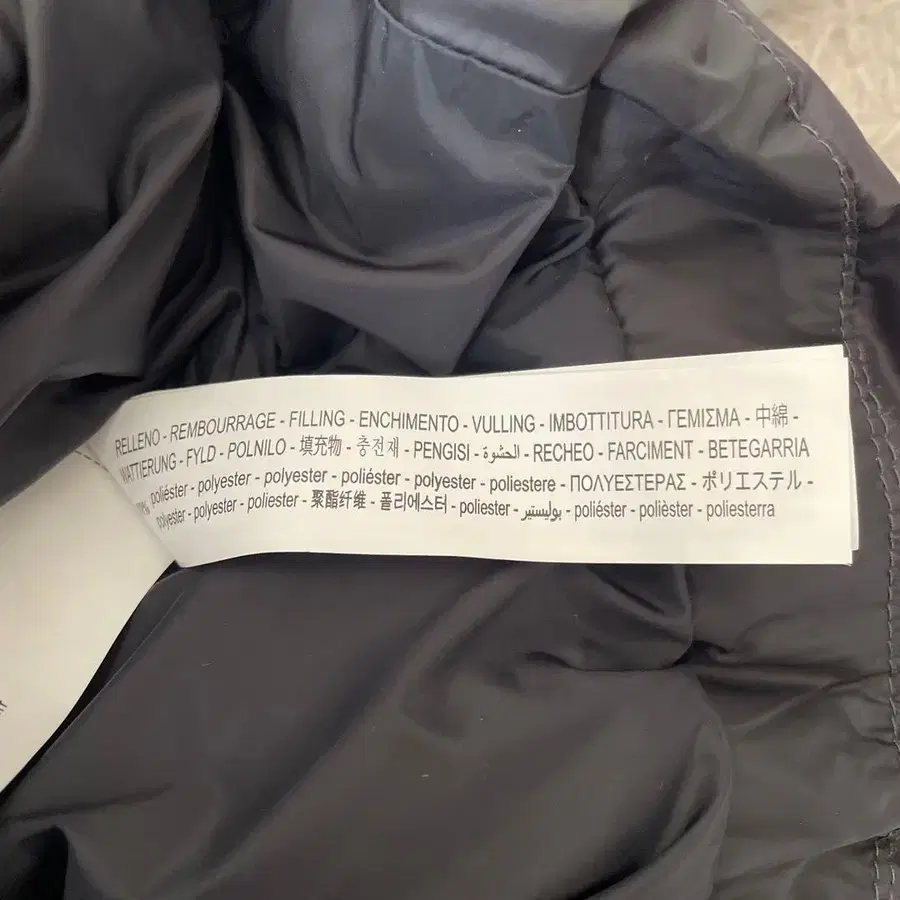 RELLENO - REMBOURRAGE - FILLING - ENCHIMENTO - VULLING - IMBOTTITURA - ΓΕΜΙΣΜΑ - 中綿 -
WATTIERUNG - FYLD - POLNILO - 填充物 - 충전재 - PENGISI - الحشوة - RECHEO - FARCIMENT - BETEGARRIA
poliéster - polyester - polyester - poliéster - polyester - poliestere - ΠΟΛΥΕΣΤΕΡΑΣ - ポリエステル -
polyester - polyester - poliester - 聚酯纤维 - 폴리에스터 - poliester - بوليستير - poliéster - polièster - poliesterra